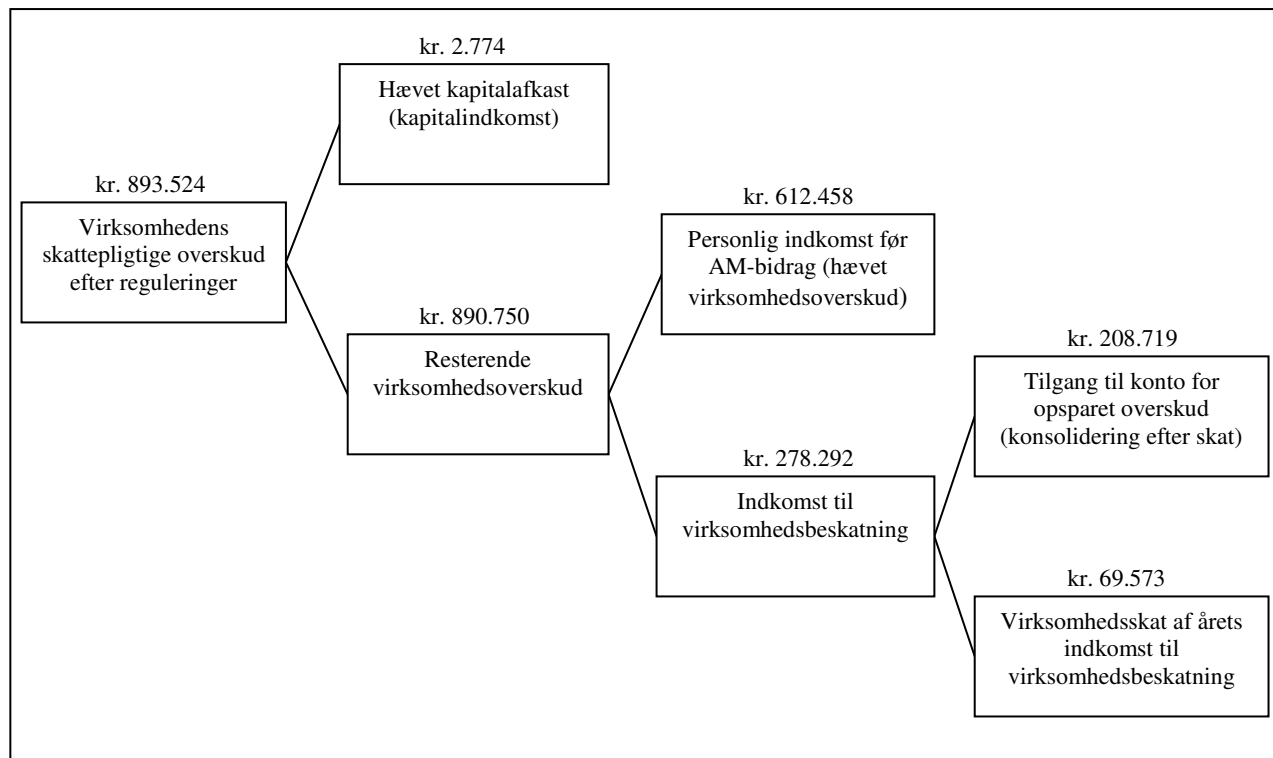 kr. 2.774
Hævet kapitalafkast
(kapitalindkomst)
kr. 893.524
Virksomhedens
skattepligtige overskud
efter reguleringer
kr. 612.458
Personlig indkomst før
AM-bidrag (hævet
virksomhedsoverskud)
kr. 890.750
Resterende
virksomhedsoverskud
kr. 208.719
Tilgang til konto for
opsparet overskud
(konsolidering efter skat)
kr. 278.292
Indkomst til
virksomhedsbeskatning
kr. 69.573
Virksomhedsskat af årets
indkomst til
virksomhedsbeskatning